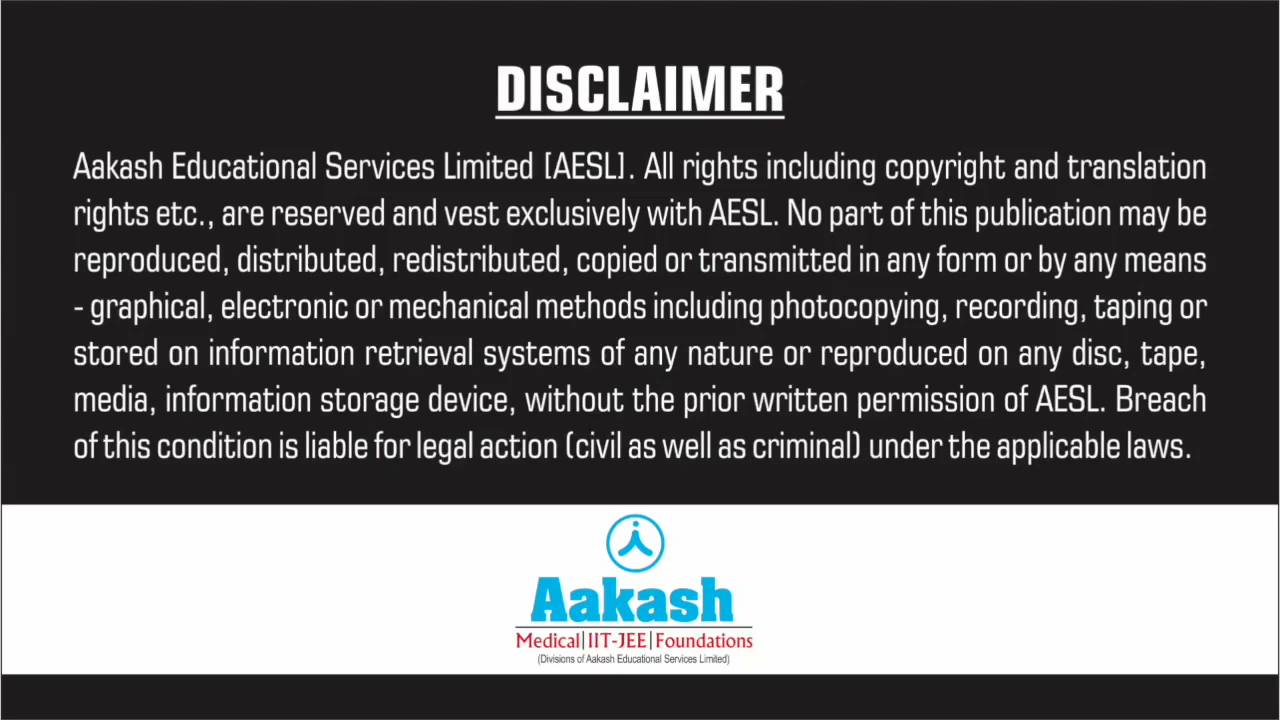 DISCLAIMER
Aakash Educational Services Limited [AESL]. All rights including copyright and translation
rights etc., are reserved and vest exclusively with AESL. No part of this publication may be
reproduced, distributed, redistributed, copied or transmitted in any form or by any means
- graphical, electronic or mechanical methods including photocopying, recording, taping or
stored on information retrieval systems of any nature or reproduced on any disc, tape,
media, information storage device, without the prior written permission of AESL. Breach
of this condition is liable for legal action (civil as well as criminal) under the applicable laws.
Aakash
Medical|IIT-JEE|Foundations
(Divisions of Aakash Educational Services Limited)